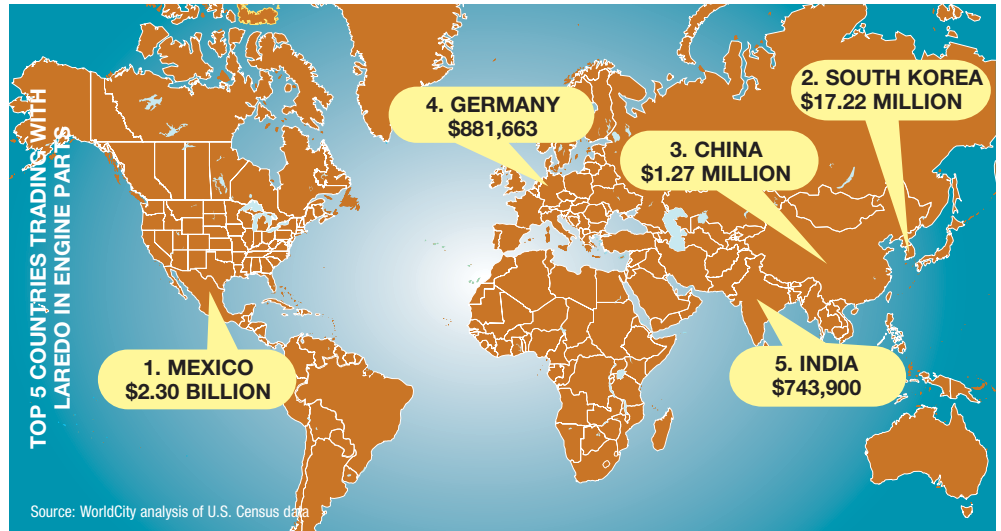 TOP 5 COUNTRIES TRADING WITH
LAREDO IN ENGINE PARTS
1. MEXICO
$2.30 BILLION
2. SOUTH KOREA
$17.22 MILLION
3. CHINA
$1.27 MILLION
4. GERMANY
$881,663
5. INDIA
$743,900
Source: WorldCity analysis of U.S. Census data